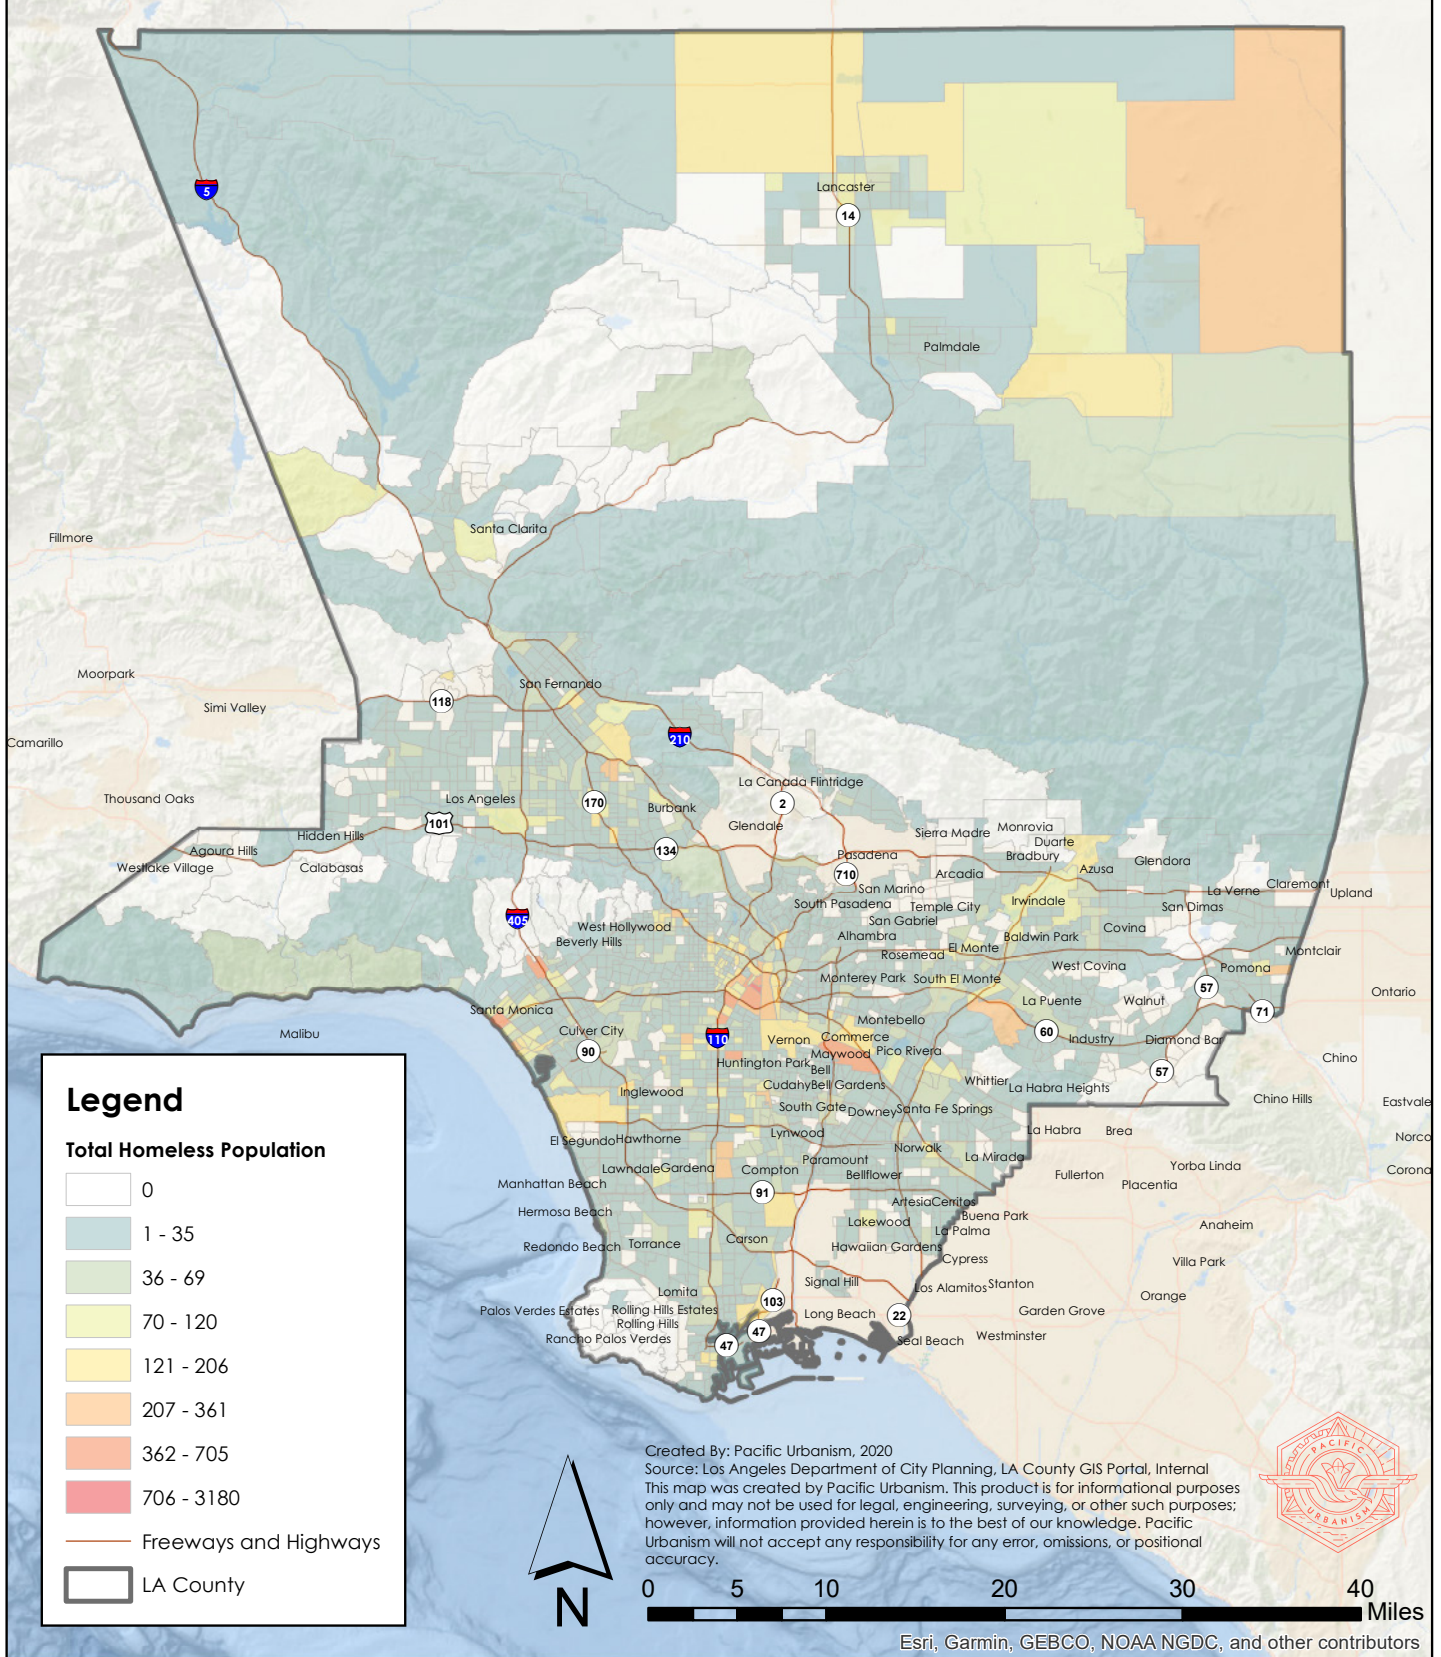 5
Lancaster
14
Palmdale
Santa Clarita
Fillmore
Moorpark
San Fernando
118
Simi Valley
210
Camarillo
La Canada Flintridge
Thousand Oaks
Los Angeles
170
Burbank
2
101
Glendale
Hidden Hills
Sierra Madre
Monrovia
Duarte
Agoura Hills
134
Pasadena
Bradbury
Westlake Village
Calabasas
710
Arcadia
Azusa
Glendora
San Marino
La Verne
Claremont
Upland
South Pasadena
Temple City
Irwindale
San Dimas
405
West Hollywood
San Gabriel
Beverly Hills
Alhambra
Baldwin Park
Covina
Rosemead
El Monte
Montclair
Monterey Park
South El Monte
West Covina
Pomona
57
Ontario
Santa Monica
La Puente
Walnut
71
Malibu
Culver City
Montebello
60
90
110
Vernon
Commerce
Industry
Diamond Bar
Huntington Park
Maywood
Pico Rivera
Chino
Bell
57
Inglewood
Cudahy
Bell Gardens
Whittier
La Habra Heights
Chino Hills
Eastvale
South Gate
Downey
Santa Fe Springs
El Segundo
Hawthorne
Lynwood
La Habra
Brea
Norco
Norwalk
La Mirada
Lawndale
Gardena
Compton
Paramount
Bellflower
Fullerton
Yorba Linda
Corona
Manhattan Beach
91
Placentia
Hermosa Beach
Artesia
Cerritos
Lakewood
Buena Park
Anaheim
La Palma
Redondo Beach
Torrance
Carson
Hawaiian Gardens
Cypress
Villa Park
Lomita
Signal Hill
Los Alamitos
Stanton
Orange
103
Palos Verdes Estates
Rolling Hills Estates
Long Beach
22
Garden Grove
Rolling Hills
47
Rancho Palos Verdes
47
Seal Beach
Westminster
Legend
Total Homeless Population
0
1 - 35
36 - 69
70 - 120
121 - 206
207 - 361
362 - 705
706 - 3180
Freeways and Highways
LA County
N
Created By: Pacific Urbanism, 2020
Source: Los Angeles Department of City Planning, LA County GIS Portal, Internal
This map was created by Pacific Urbanism. This product is for informational purposes
only and may not be used for legal, engineering, surveying, or other such purposes;
however, information provided herein is to the best of our knowledge. Pacific
Urbanism will not accept any responsibility for any error, omissions, or positional
accuracy.
PACIFIC
URBANISM
0 5 10 20 30 40
Miles
Esri, Garmin, GEBCO, NOAA NGDC, and other contributors